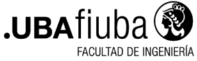 .UBAfiuba
FACULTAD DE INGENIERÍA